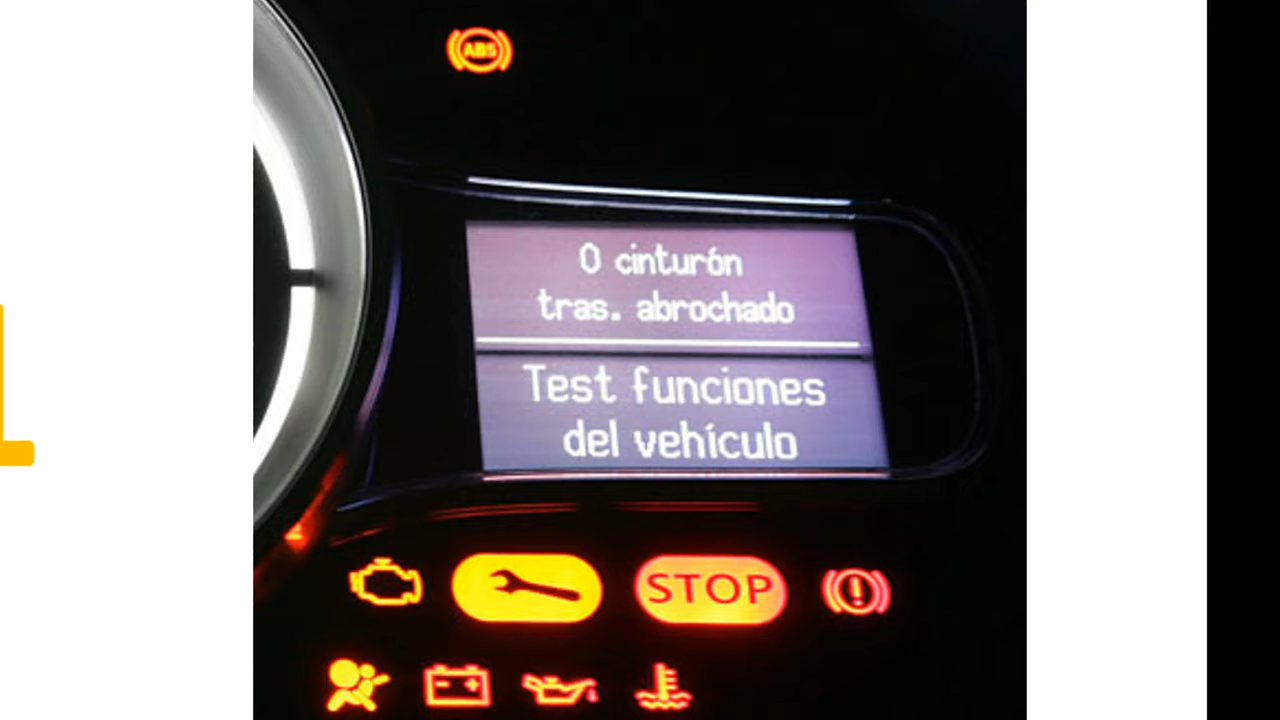 ABS
0 cinturón
tras. abrochado
Test funciones
del vehículo
STOP